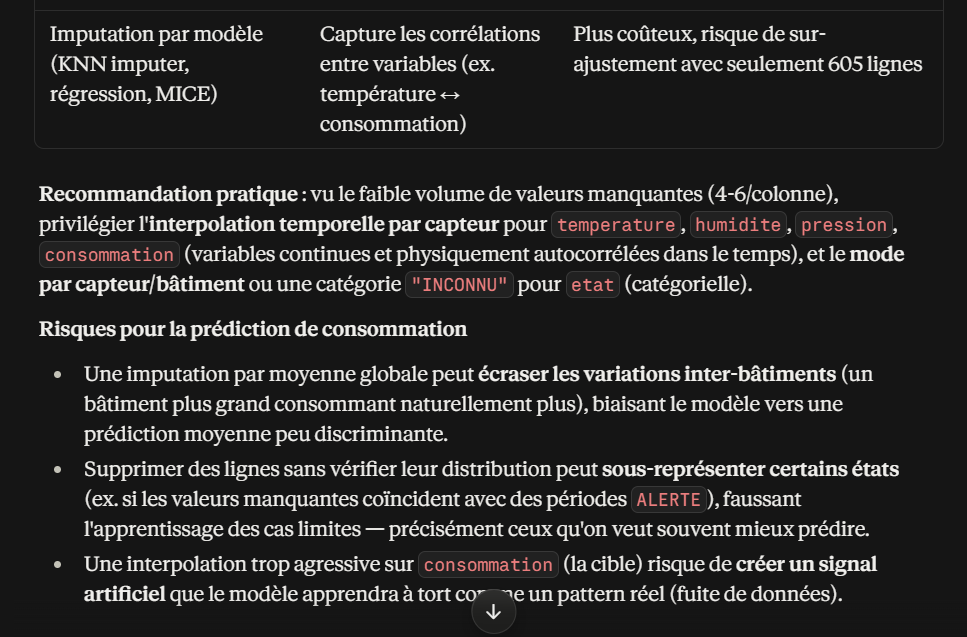 Imputation par modèle
(KNN imputer,
régression, MICE)
Capture les corrélations
entre variables (ex.
température ↔
consommation)
Plus coûteux, risque de sur-
ajustement avec seulement 605 lignes
Recommandation pratique : vu le faible volume de valeurs manquantes (4-6/colonne),
privilégier l'interpolation temporelle par capteur pour temperature, humidite, pression,
consommation (variables continues et physiquement autocorrélées dans le temps), et le mode
par capteur/bâtiment ou une catégorie "INCONNU" pour etat (catégorielle).
Risques pour la prédiction de consommation
• Une imputation par moyenne globale peut écraser les variations inter-bâtiments (un
bâtiment plus grand consommant naturellement plus), biaisant le modèle vers une
prédiction moyenne peu discriminante.
• Supprimer des lignes sans vérifier leur distribution peut sous-représenter certains états
(ex. si les valeurs manquantes coïncident avec des périodes ALERTE), faussant
l'apprentissage des cas limites — précisément ceux qu'on veut souvent mieux prédire.
• Une interpolation trop agressive sur consommation (la cible) risque de créer un signal
artificiel que le modèle apprendra à tort comme un pattern réel (fuite de données).